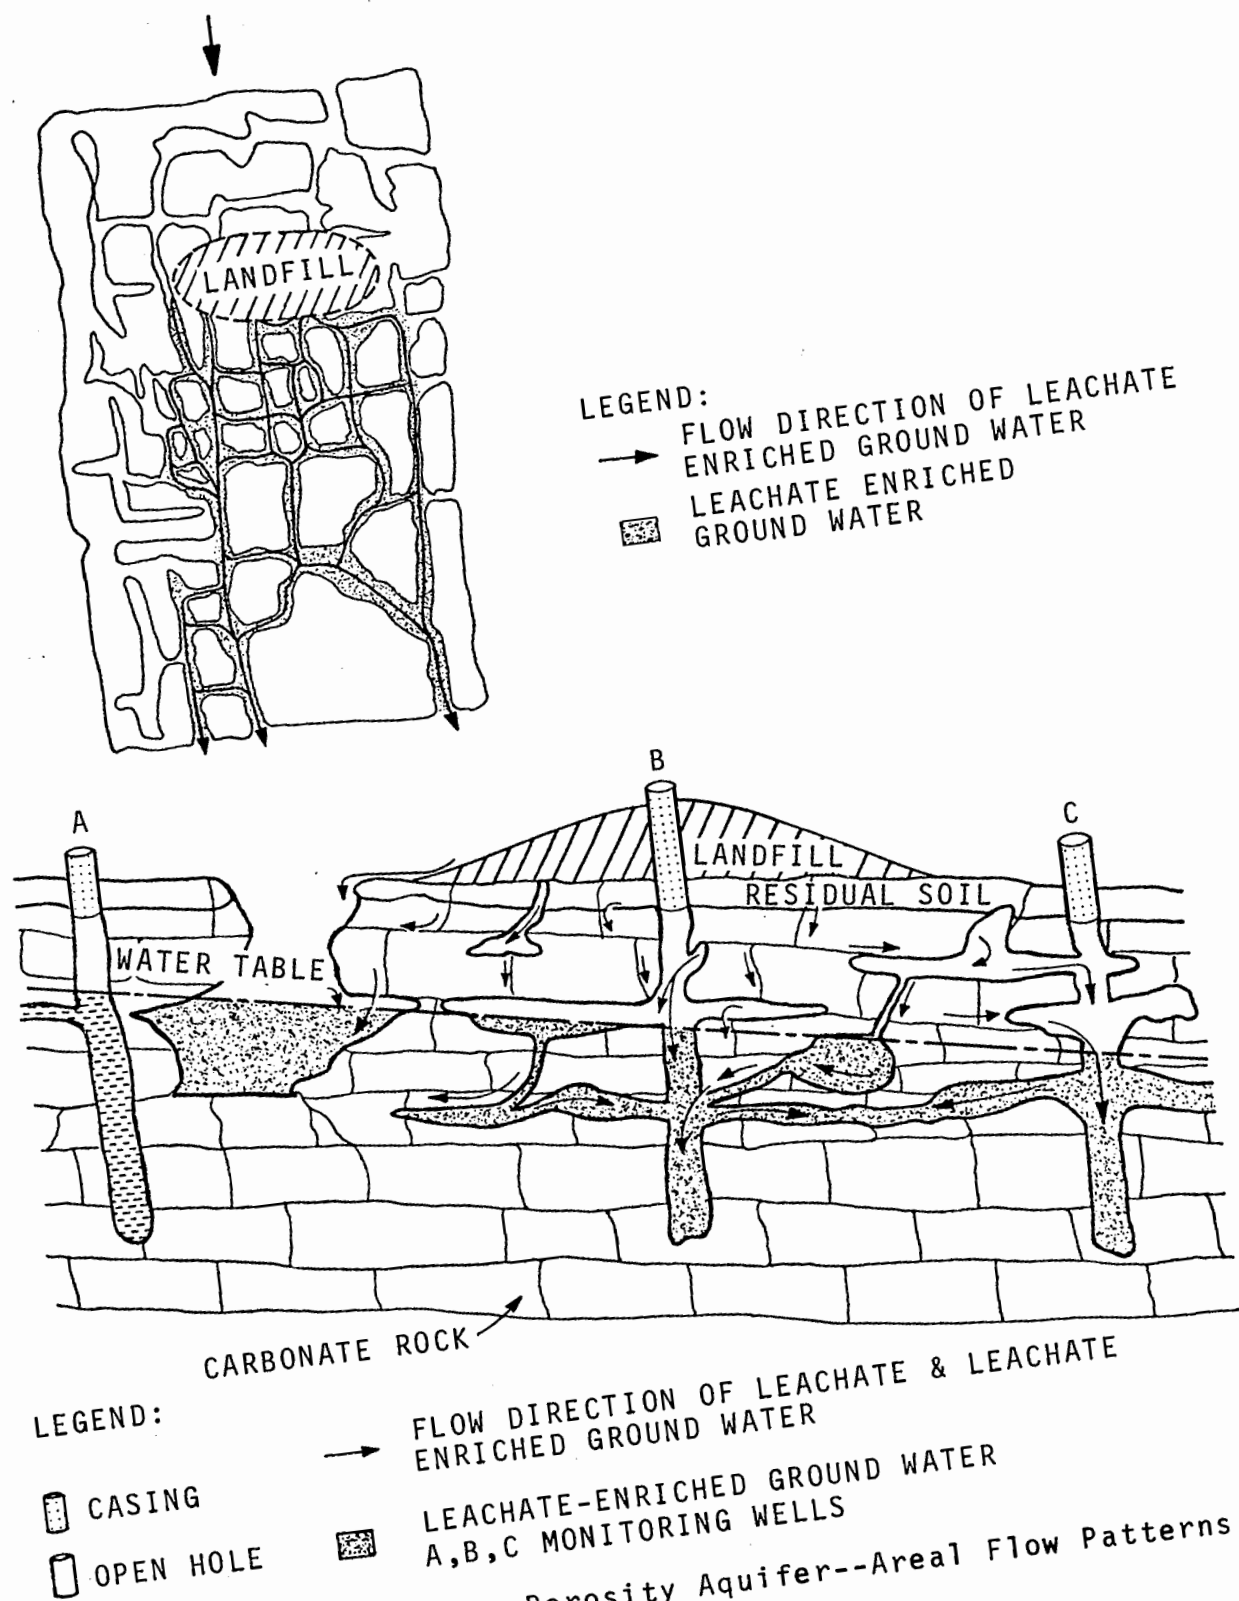 LANDFILL
LEGEND:
FLOW DIRECTION OF LEACHATE
ENRICHED GROUND WATER
LEACHATE ENRICHED
GROUND WATER
A
B
C
LANDFILL
RESIDUAL SOIL
WATER TABLE
CARBONATE ROCK
LEGEND:
FLOW DIRECTION OF LEACHATE & LEACHATE
ENRICHED GROUND WATER
CASING
LEACHATE-ENRICHED GROUND WATER
A,B,C MONITORING WELLS
OPEN HOLE
Porosity Aquifer--Areal Flow Patterns